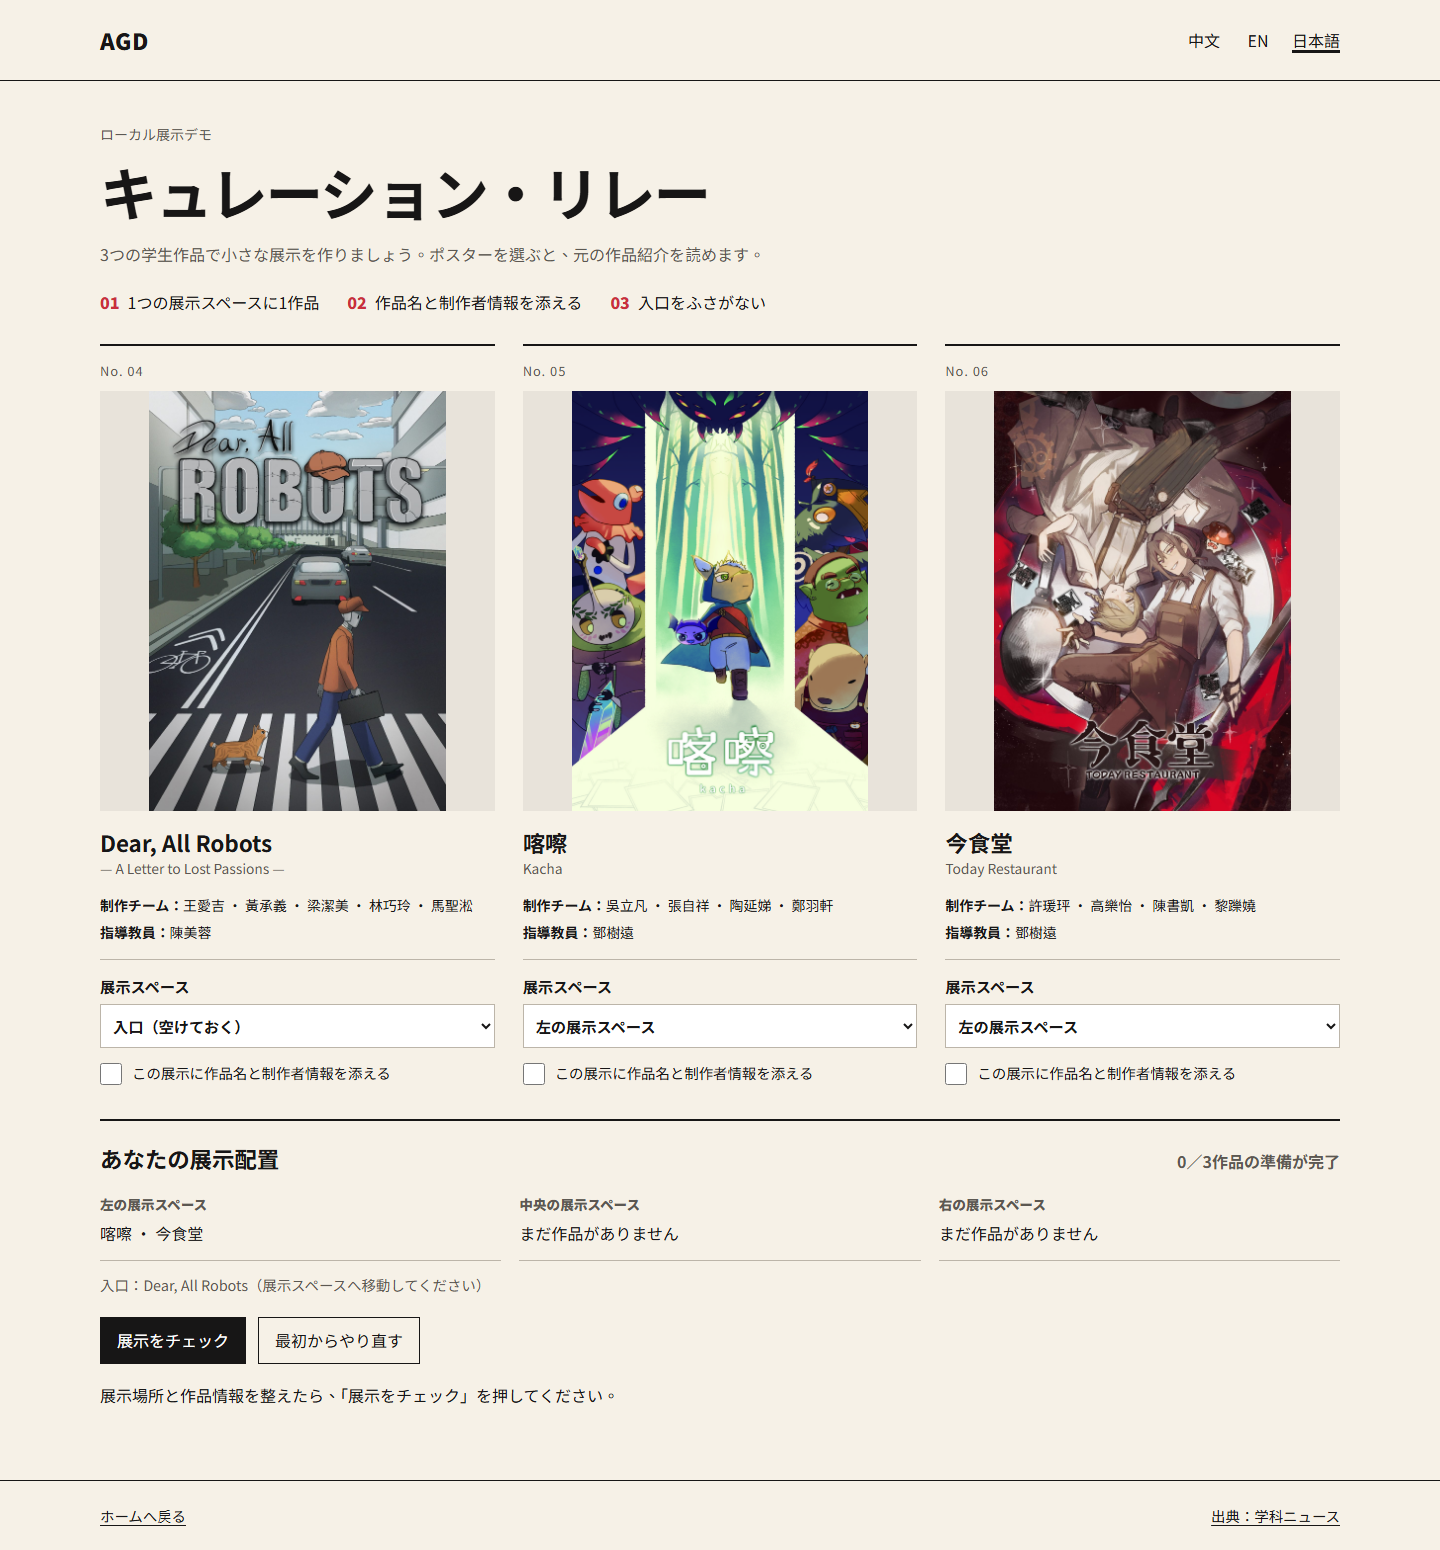 AGD
中文 EN 日本語
ローカル展示デモ
キュレーション・リレー
3つの学生作品で小さな展示を作りましょう。ポスターを選ぶと、元の作品紹介を読めます。
01 1つの展示スペースに1作品 02 作品名と制作者情報を添える 03 入口をふさがない
No. 04
Dear, All
ROBOTS
Dear, All Robots
— A Letter to Lost Passions —
制作チーム：王愛吉 ・ 黃承義 ・ 梁潔美 ・ 林巧玲 ・ 馬聖淞
指導教員：陳美蓉
展示スペース
入口（空けておく）
この展示に作品名と制作者情報を添える
No. 05
喀嚓
kacha
喀嚓
Kacha
制作チーム：吳立凡 ・ 張自祥 ・ 陶延娣 ・ 鄭羽軒
指導教員：鄧樹遠
展示スペース
左の展示スペース
この展示に作品名と制作者情報を添える
No. 06
今食堂
TODAY RESTAURANT
今食堂
Today Restaurant
制作チーム：許瑗玶 ・ 高樂怡 ・ 陳書凱 ・ 黎躒嬈
指導教員：鄧樹遠
展示スペース
左の展示スペース
この展示に作品名と制作者情報を添える
あなたの展示配置
0／3作品の準備が完了
左の展示スペース
喀嚓 ・ 今食堂
中央の展示スペース
まだ作品がありません
右の展示スペース
まだ作品がありません
入口：Dear, All Robots（展示スペースへ移動してください）
展示をチェック 最初からやり直す
展示場所と作品情報を整えたら、「展示をチェック」を押してください。
ホームへ戻る
出典：学科ニュース